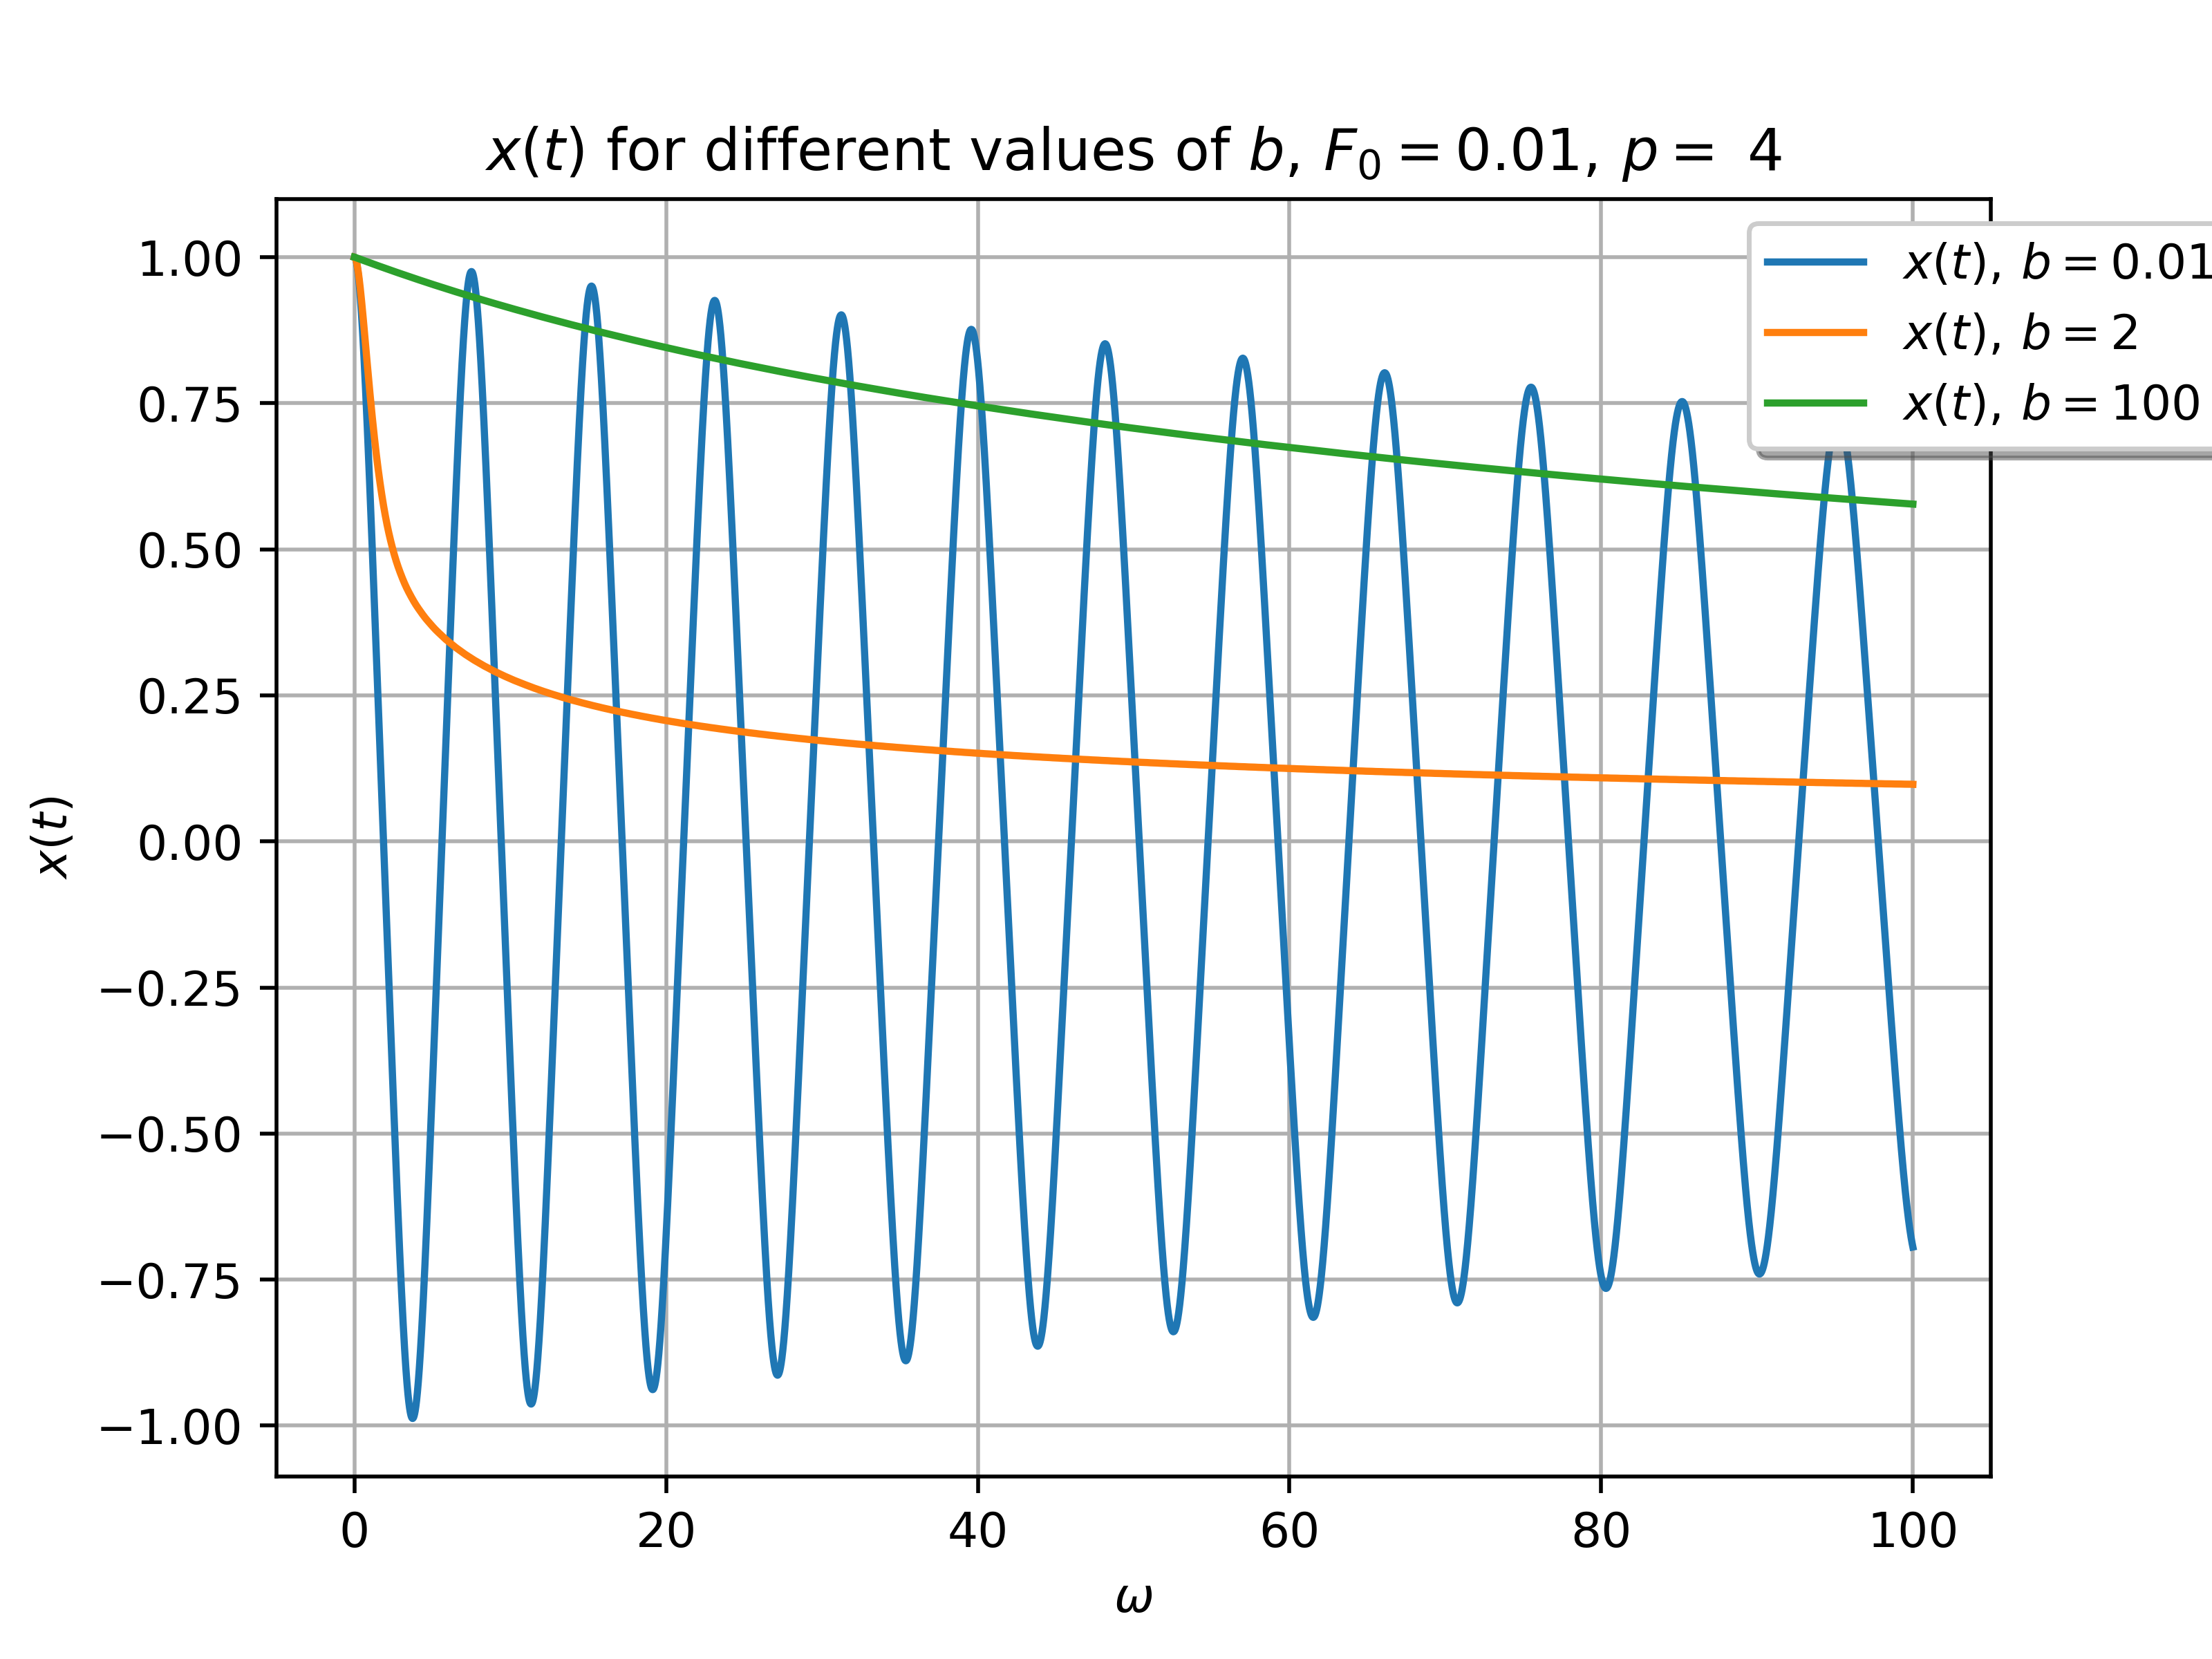 x(t) for different values of b, F₀ = 0.01, p = 4
x(t), b = 0.01
x(t), b = 2
x(t), b = 100
1.00
0.75
0.50
0.25
0.00
−0.25
−0.50
−0.75
−1.00
x(t)
0 20 40 60 80 100
ω